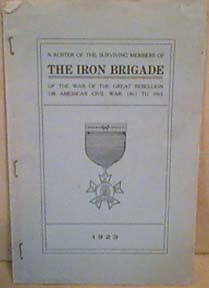 A ROSTER OF THE SURVIVING MEMBERS OF
THE IRON BRIGADE
OF THE WAR OF THE GREAT REBELLION
OR AMERICAN CIVIL WAR 1861 TO 1865
1923